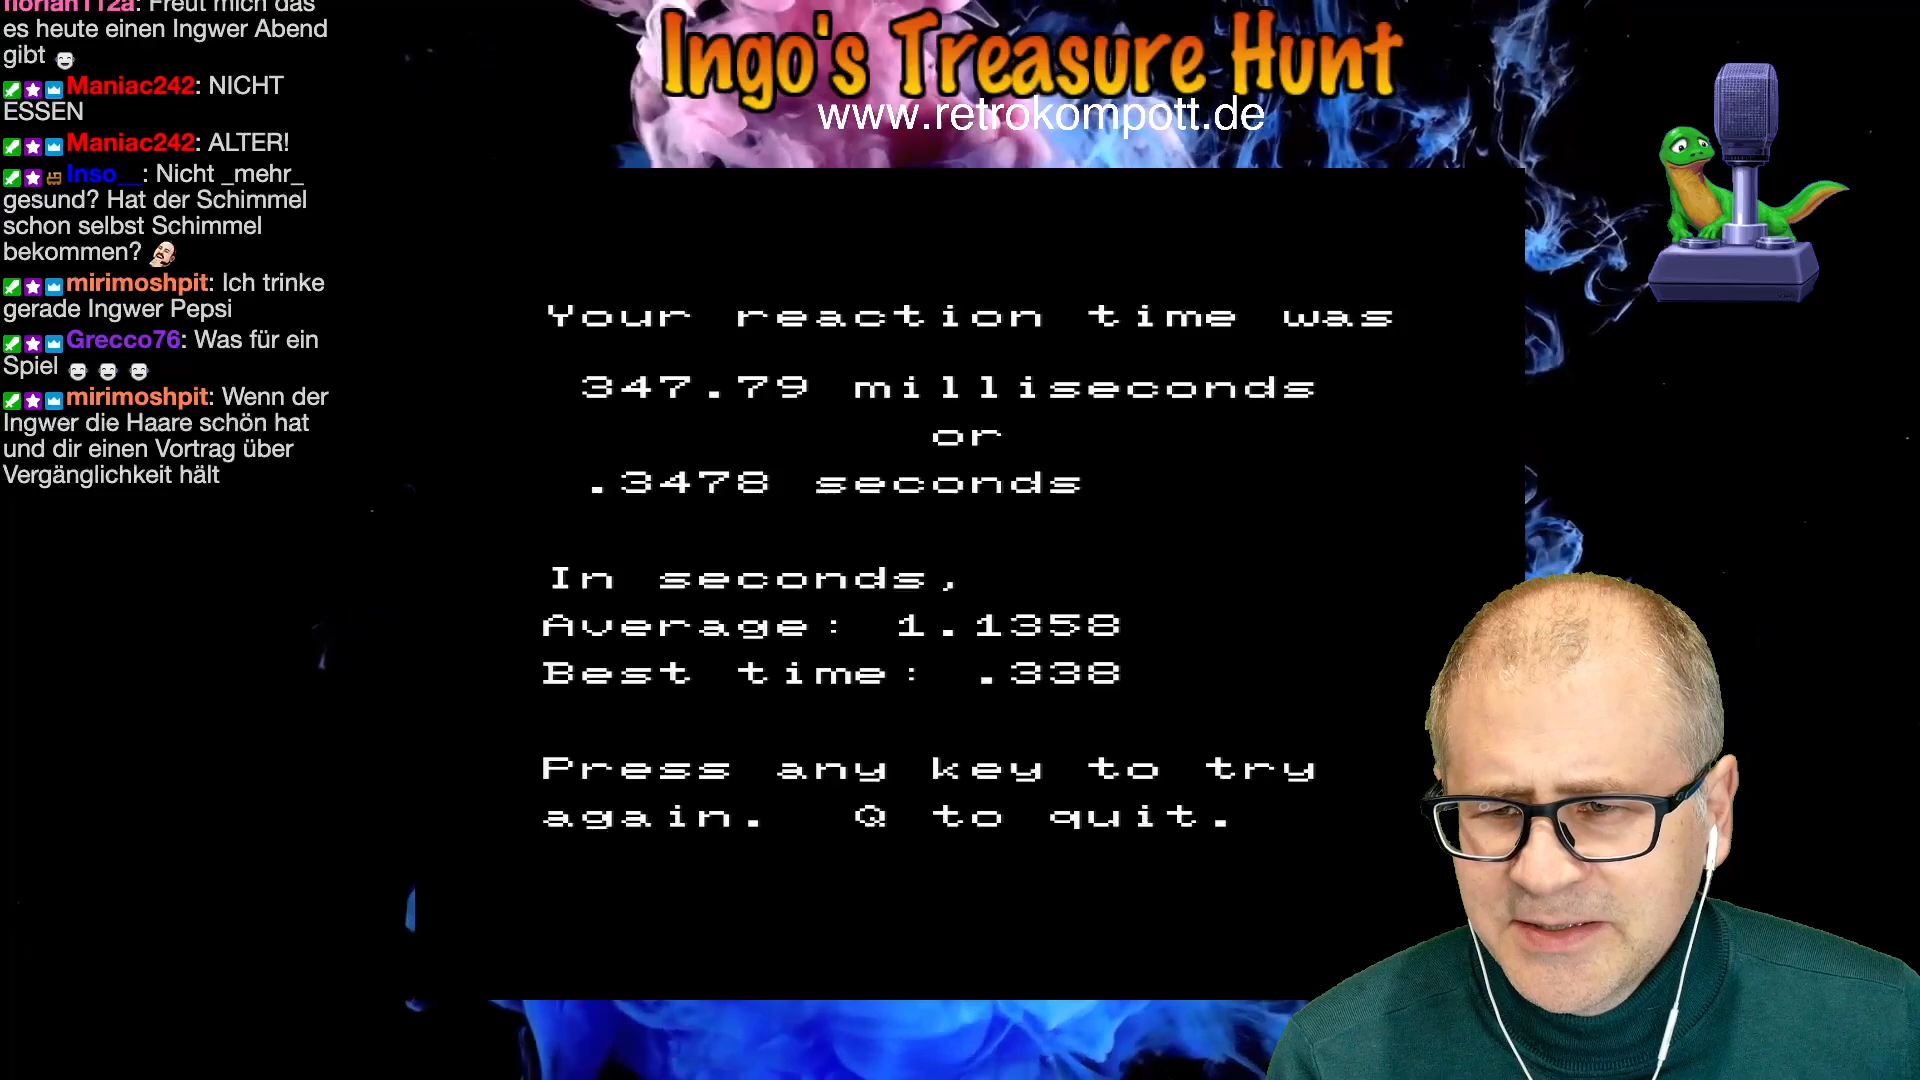 florian112a: Freut mich das
es heute einen Ingwer Abend
gibt
Maniac242: NICHT
ESSEN
Maniac242: ALTER!
Inso__: Nicht _mehr_
gesund? Hat der Schimmel
schon selbst Schimmel
bekommen?
mirimoshpit: Ich trinke
gerade Ingwer Pepsi
Grecco76: Was für ein
Spiel
mirimoshpit: Wenn der
Ingwer die Haare schön hat
und dir einen Vortrag über
Vergänglichkeit hält
Ingo's Treasure Hunt
www.retrokompott.de
Your reaction time was
347.79 milliseconds
or
.3478 seconds
In seconds,
Average: 1.1358
Best time: .338
Press any key to try
again. Q to quit.